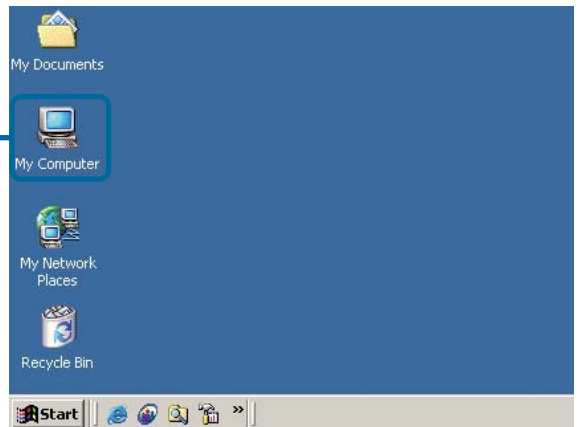 My Documents
My Computer
My Network
Places
Recycle Bin
Start
»